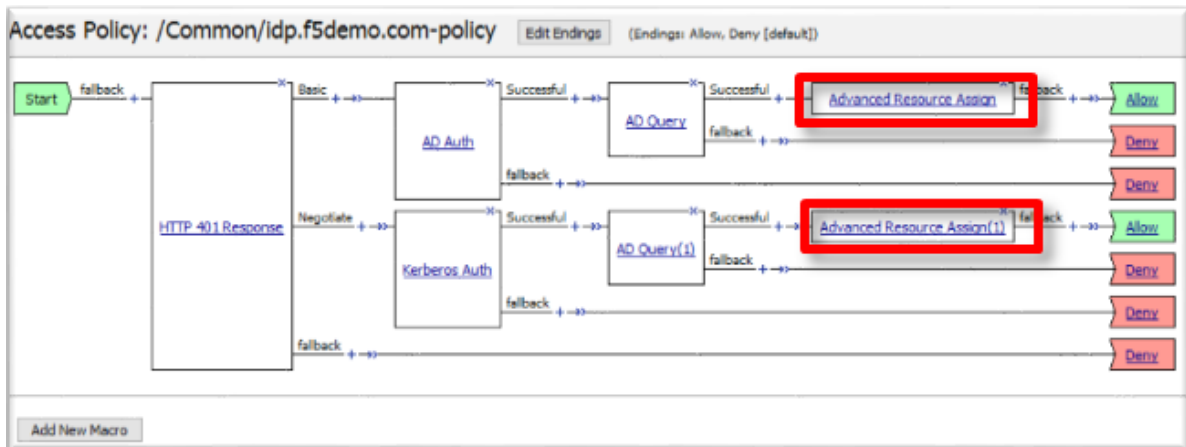 Access Policy: /Common/idp.f5demo.com-policy Edit Endings (Endings: Allow, Deny [default])
Start fallback + Basic + Successful + Successful + Advanced Resource Assign fallback + Allow
AD Auth AD Query fallback + Deny
fallback + Deny
HTTP 401 Response Negotiate + Successful + Successful + Advanced Resource Assign(1) fallback + Allow
Kerberos Auth AD Query(1) fallback + Deny
fallback + Deny
fallback + Deny
Add New Macro